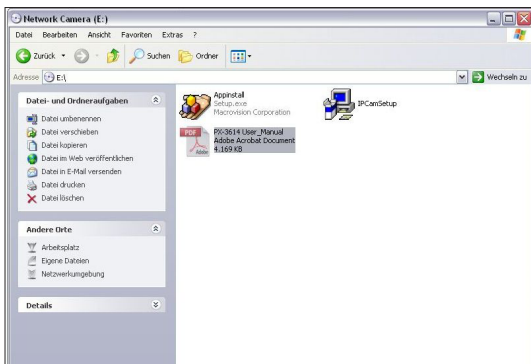 Network Camera (E:)
Datei Bearbeiten Ansicht Favoriten Extras ?
Zurück Suchen Ordner
Adresse E:\ Wechseln zu
Datei- und Ordneraufgaben
Datei umbenennen
Datei verschieben
Datei kopieren
Datei im Web veröffentlichen
Datei in E-Mail versenden
Datei drucken
Datei löschen
Andere Orte
Arbeitsplatz
Eigene Dateien
Netzwerkumgebung
Details
Appinstall
Setup.exe
Macrovision Corporation
IPCamSetup
PDF
Adobe
PX-3614 User_Manual
Adobe Acrobat Document
4.169 KB